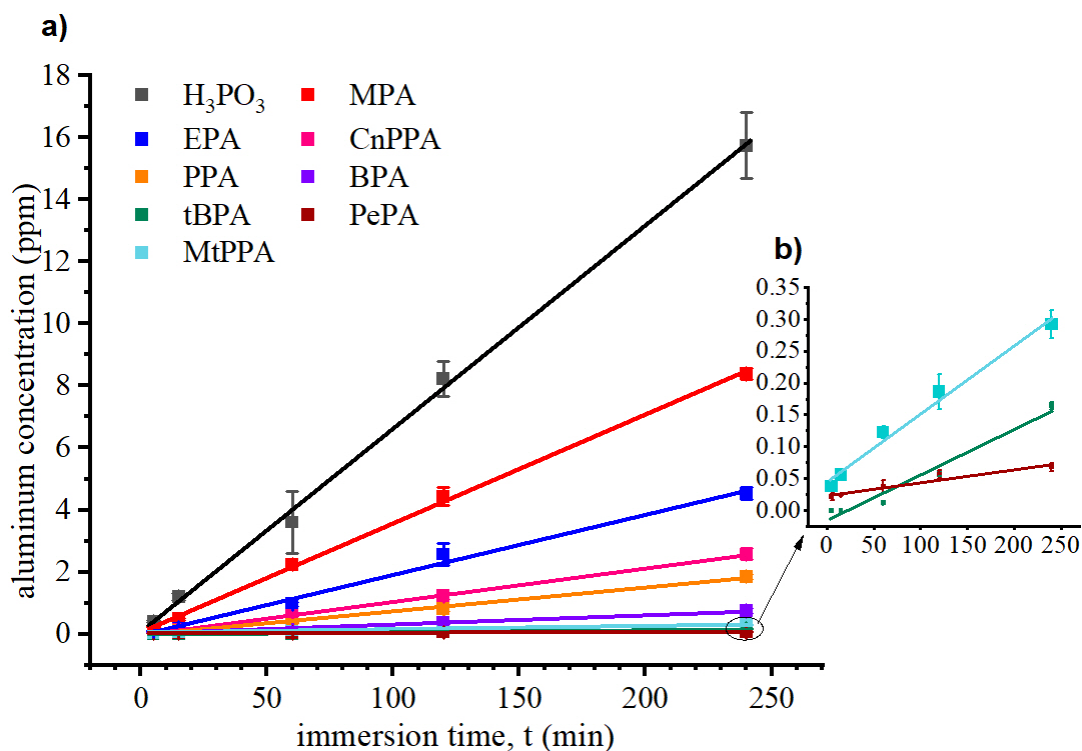 a)
18
16
14
12
10
8
6
4
2
0
aluminum concentration (ppm)
H₃PO₃ MPA
EPA CnPPA
PPA BPA
tBPA PePA
MtPPA
0 50 100 150 200 250
immersion time, t (min)
b)
0.35
0.30
0.25
0.20
0.15
0.10
0.05
0.00
0 50 100 150 200 250